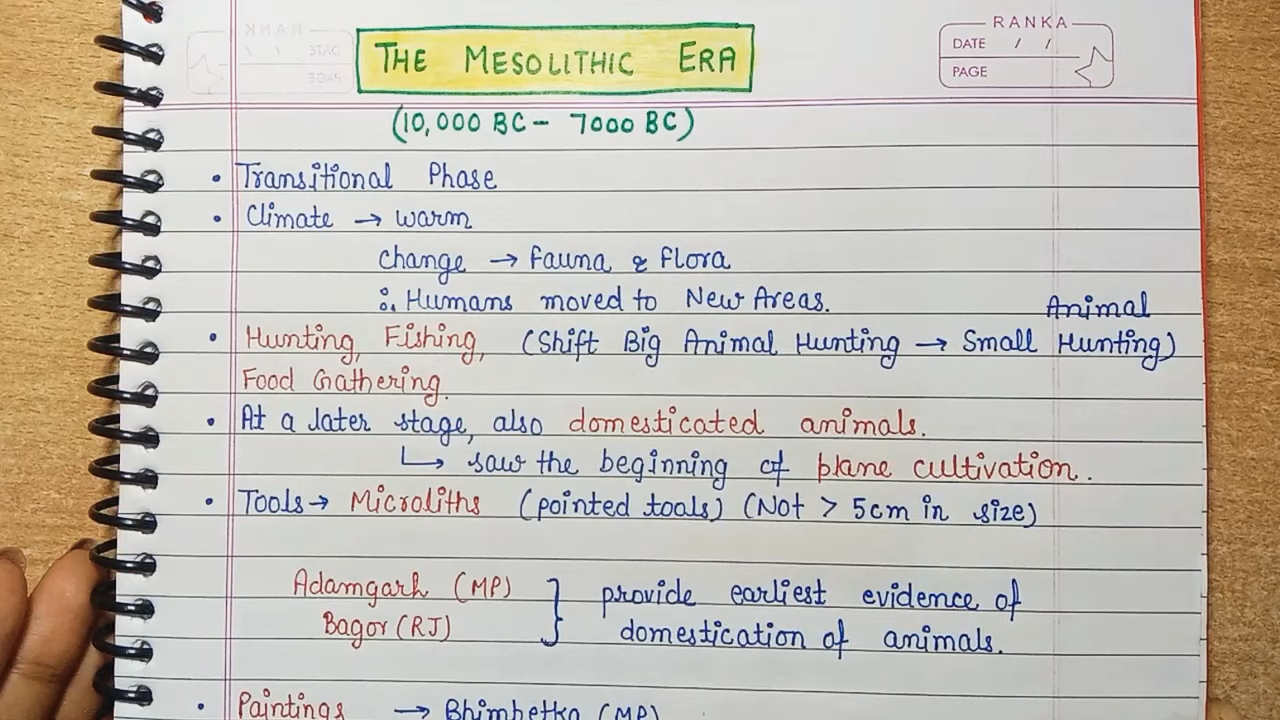 RANKA
DATE / /
PAGE
THE MESOLITHIC ERA
(10,000 BC - 7000 BC)
• Transitional Phase
• Climate → warm
change → fauna & flora
∴ Humans moved to New Areas.
• Hunting, Fishing, (Shift Big Animal Hunting → Small Animal Hunting)
Food Gathering.
• At a later stage, also domesticated animals.
↳ saw the beginning of plane cultivation.
• Tools → Microliths (pointed tools) (Not > 5cm in size)
Adamgarh (MP)
Bagor (RJ)
} provide earliest evidence of
domestication of animals.
• Paintings → Bhimbetka (MP)